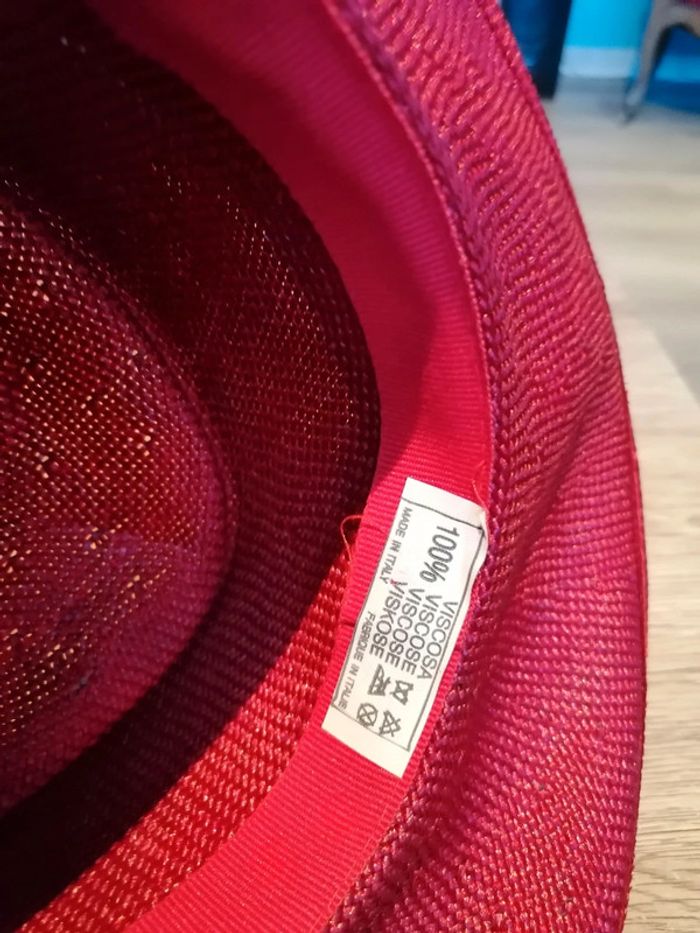 100% VISCOSA
VISCOSE
VISCOSE
VISKOSE
MADE IN ITALY
FABRIQUE IN ITALIE